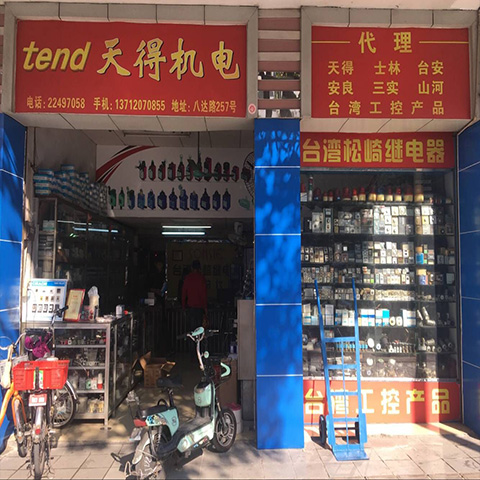 tend 天得机电
电话：22497058 手机：13712070855 地址：八达路257号
代理
天得 士林 台安
安良 三实 山河
台湾工控产品
台湾松崎继电器
台湾工控产品